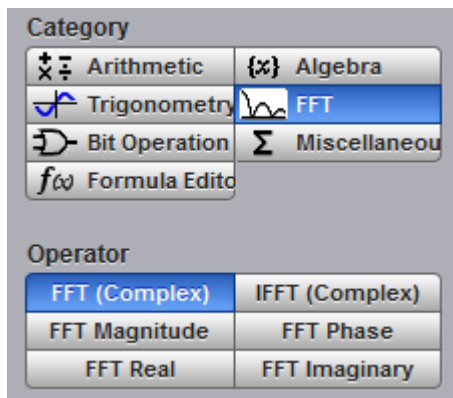 Category
Arithmetic {x} Algebra
Trigonometry FFT
Bit Operation Σ Miscellaneou
f(x) Formula Edito
Operator
FFT (Complex) IFFT (Complex)
FFT Magnitude FFT Phase
FFT Real FFT Imaginary